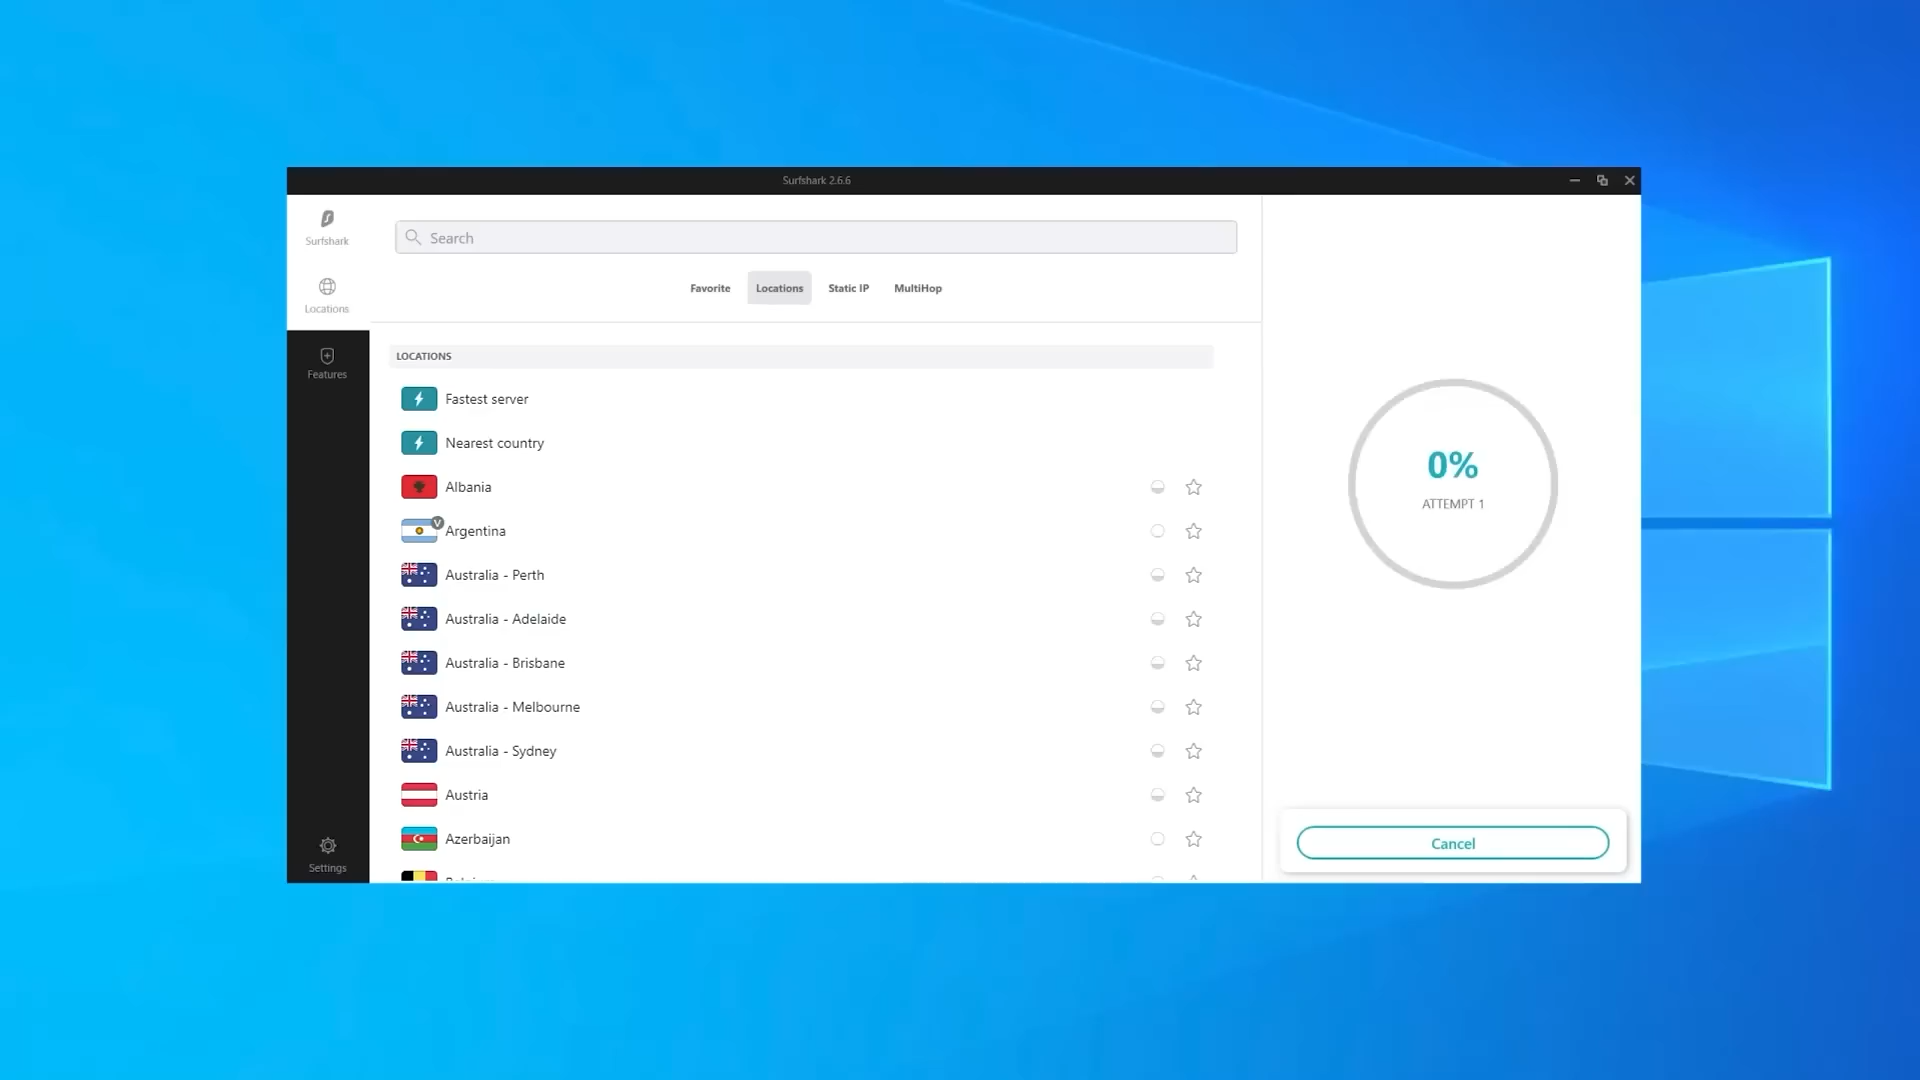 Surfshark 2.6.6
Surfshark
Search
Locations
Favorite Locations Static IP MultiHop
LOCATIONS
Features
Fastest server
Nearest country
Albania
V
Argentina
Australia - Perth
Australia - Adelaide
Australia - Brisbane
Australia - Melbourne
Australia - Sydney
Austria
Azerbaijan
Settings
0%
ATTEMPT 1
Cancel